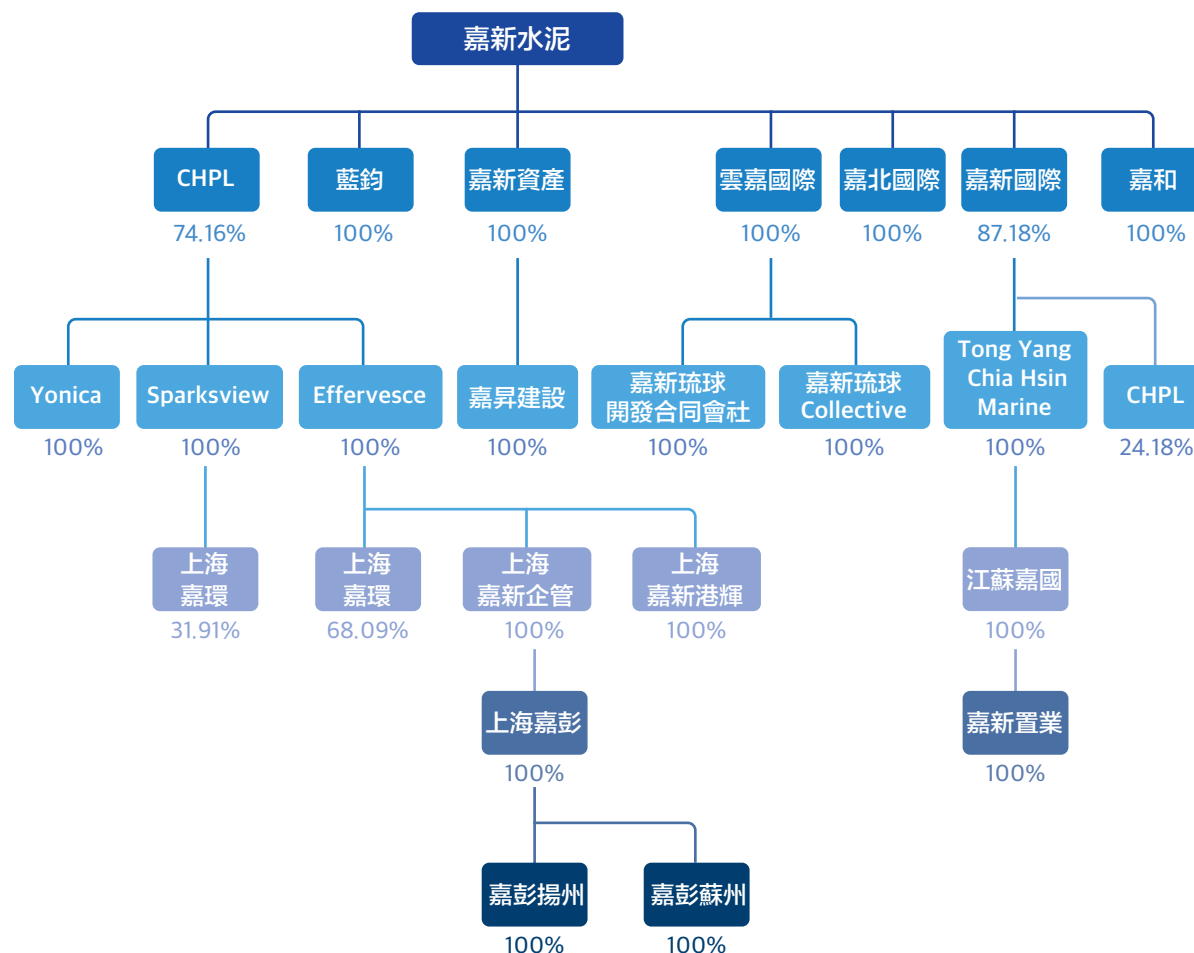 嘉新水泥
CHPL
藍鈞
嘉新資產
雲嘉國際
嘉北國際
嘉新國際
嘉和
74.16%
100%
100%
100%
100%
87.18%
100%
Yonica
Sparksview
Effervesce
嘉昇建設
嘉新琉球
開發合同會社
嘉新琉球
Collective
Tong Yang
Chia Hsin
Marine
CHPL
100%
100%
100%
100%
100%
100%
100%
24.18%
上海
嘉環
上海
嘉環
上海
嘉新企管
上海
嘉新港輝
江蘇嘉國
31.91%
68.09%
100%
100%
100%
上海嘉彭
嘉新置業
100%
100%
嘉彭揚州
嘉彭蘇州
100%
100%